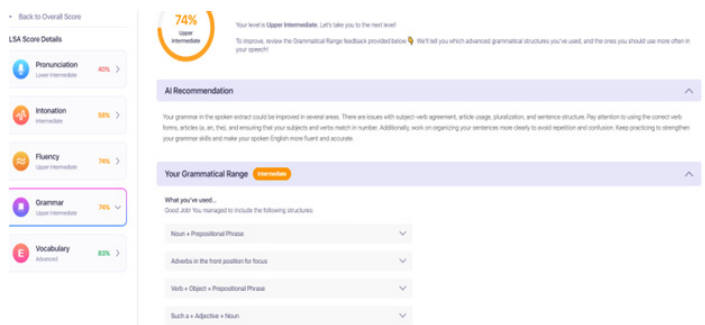 Back to Overall Score
LSA Score Details
Pronunciation
Lower Intermediate
40%
Intonation
Intermediate
58%
Fluency
Upper Intermediate
74%
Grammar
Upper Intermediate
74%
Vocabulary
Advanced
83%
74%
Upper
Intermediate
Your level is Upper Intermediate. Let's take you to the next level!
To improve, review the Grammatical Range feedback provided below 👇 We'll tell you which advanced grammatical structures you've used, and the ones you should use more often in
your speech!
AI Recommendation
Your grammar in the spoken extract could be improved in several areas. There are issues with subject-verb agreement, article usage, pluralization, and sentence structure. Pay attention to using the correct verb
forms, articles (a, an, the), and ensuring that your subjects and verbs match in number. Additionally, work on organizing your sentences more clearly to avoid repetition and confusion. Keep practicing to strengthen
your grammar skills and make your spoken English more fluent and accurate.
Your Grammatical Range Intermediate
What you've used...
Good Job! You managed to include the following structures:
Noun + Prepositional Phrase
Adverbs in the front position for focus
Verb + Object + Prepositional Phrase
Such a + Adjective + Noun